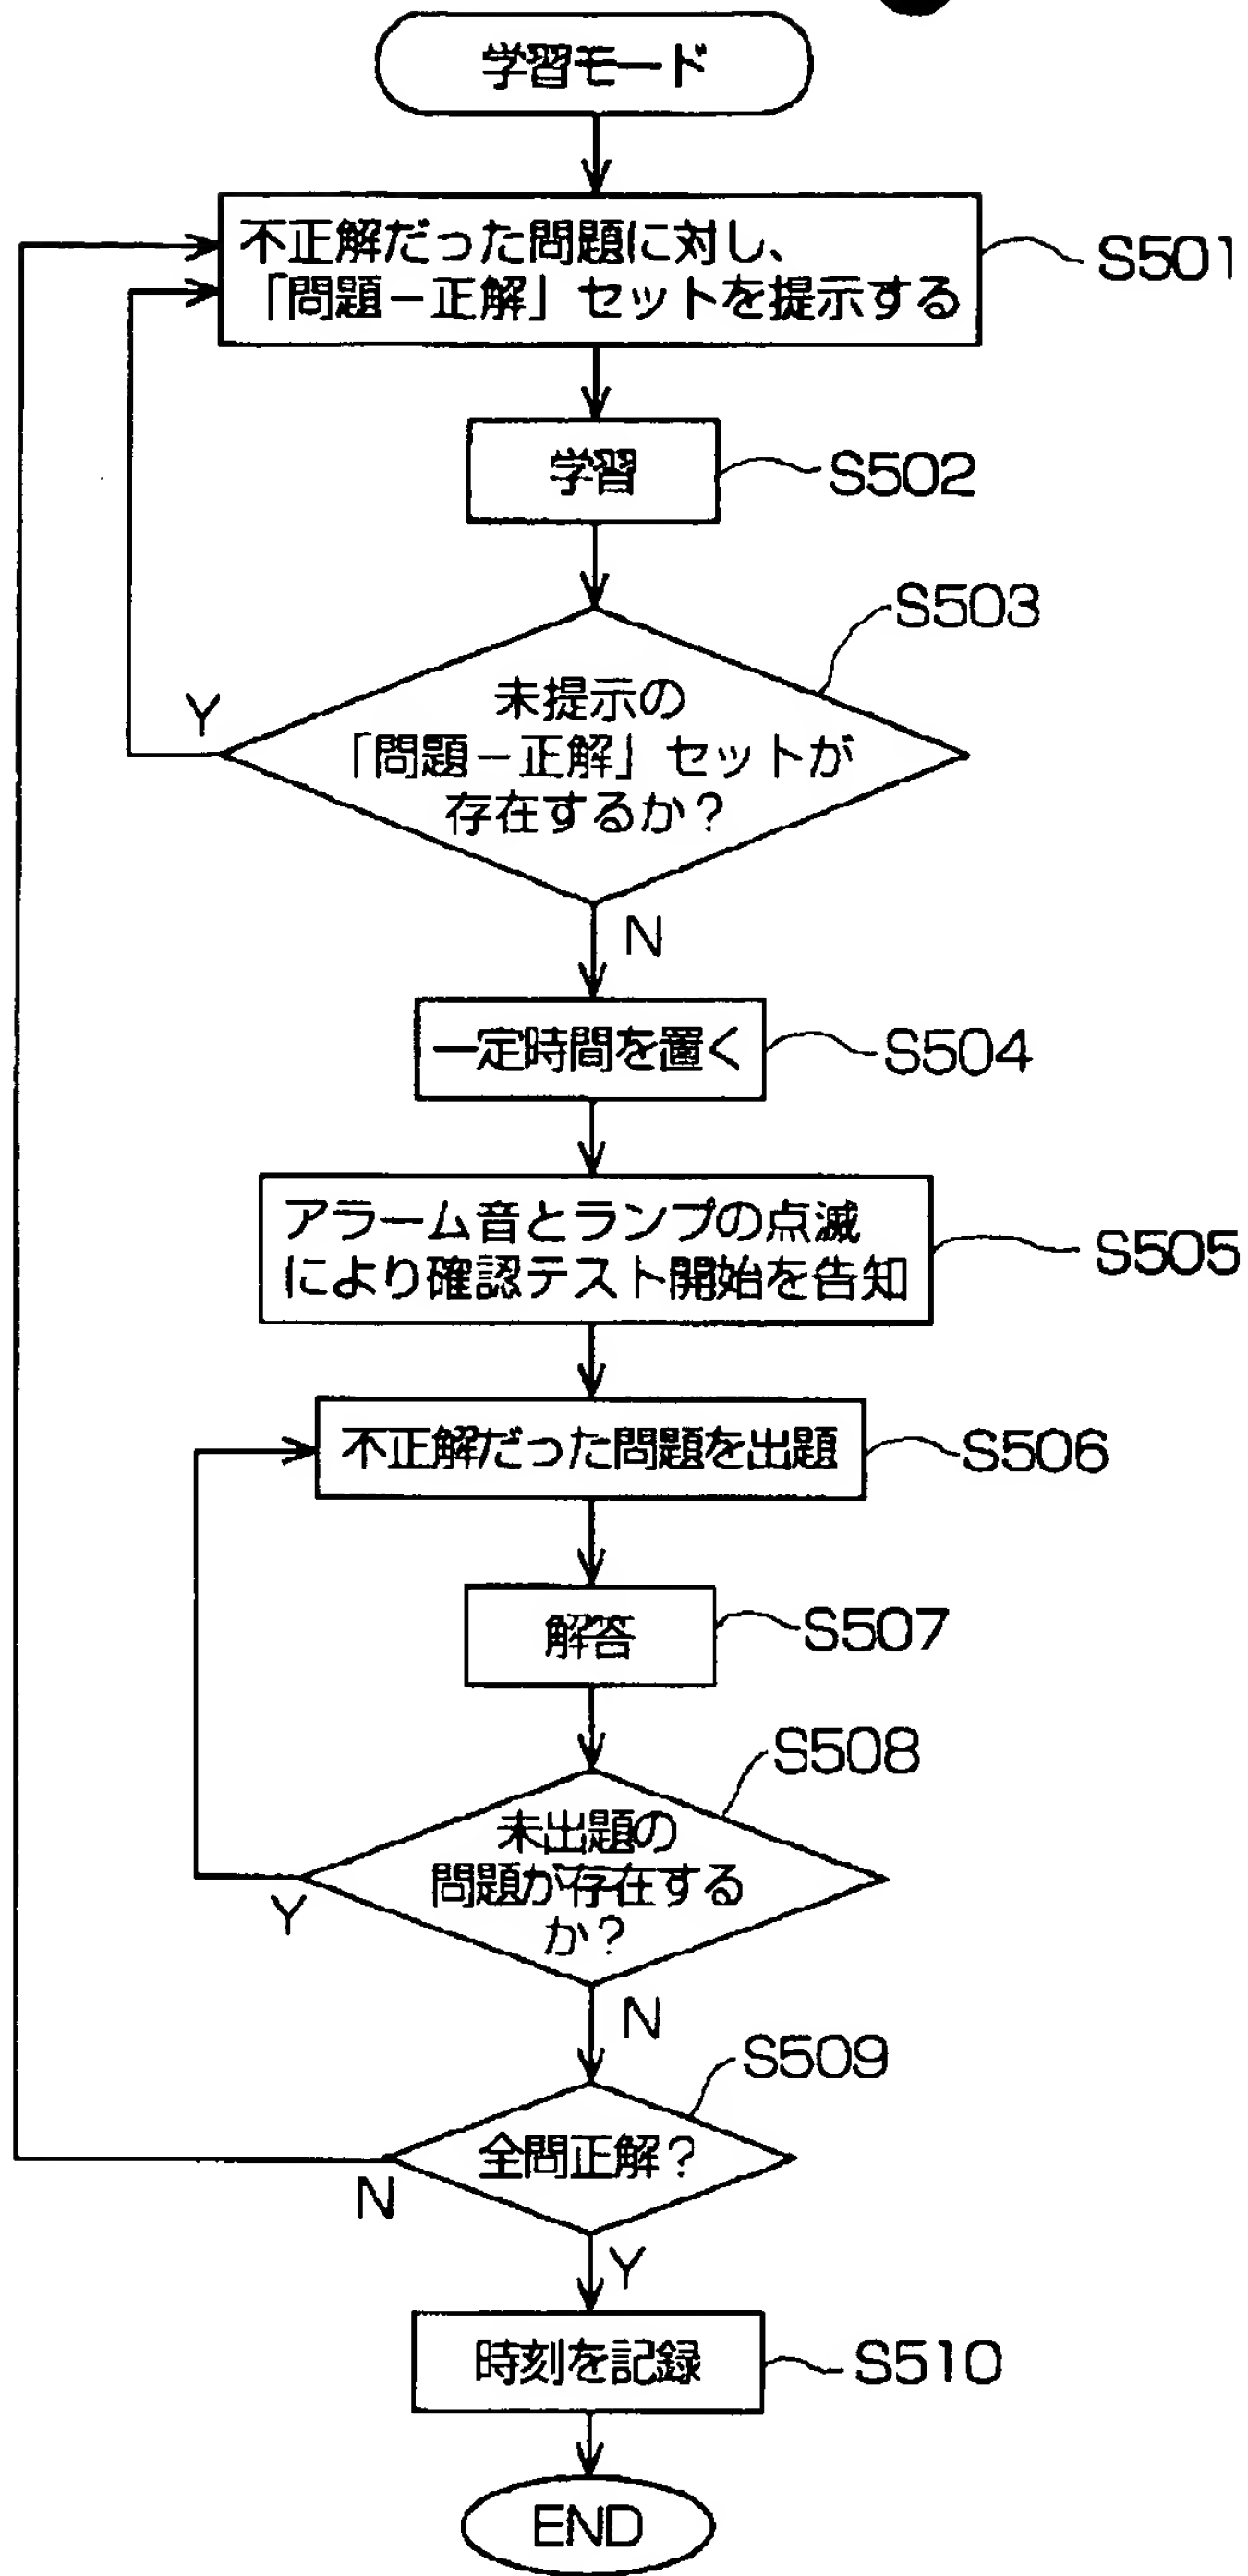 学習モード
不正解だった問題に対し、
「問題－正解」セットを提示する
S501
学習
S502
S503
未提示の
「問題－正解」セットが
存在するか？
Y
N
一定時間を置く
S504
アラーム音とランプの点滅
により確認テスト開始を告知
S505
不正解だった問題を出題
S506
解答
S507
S508
未出題の
問題が存在する
か？
Y
N
S509
全問正解？
N
Y
時刻を記録
S510
END